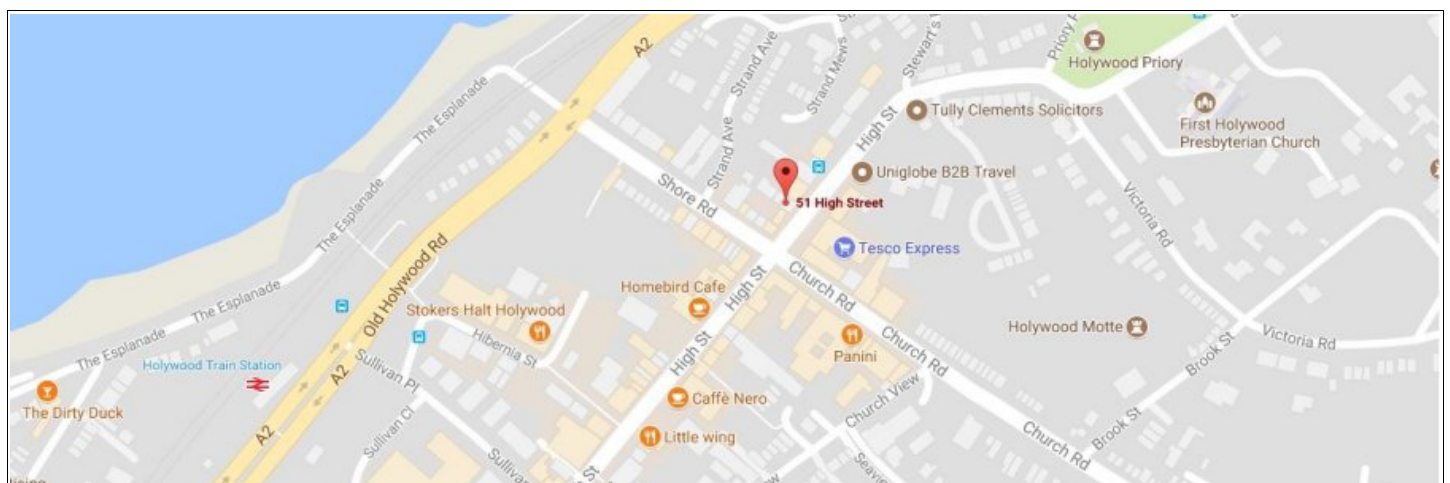 A2
Strand Ave
Strand Mews
Stewart's
Priory
Holywood Priory
The Esplanade
High St
Tully Clements Solicitors
First Holywood
Presbyterian Church
Strand Ave
Uniglobe B2B Travel
Shore Rd
51 High Street
Victoria Rd
The Esplanade
Tesco Express
Old Holywood Rd
Church Rd
Homebird Cafe
High St
The Esplanade
Stokers Halt Holywood
Holywood Motte
Hibernia St
Panini
Church Rd
Victoria Rd
The Esplanade
Brook St
Holywood Train Station
A2
Sullivan Pl
High St
The Dirty Duck
Caffè Nero
Church View
A2
Sullivan Cl
Little wing
Church Rd
Brook St
Sullivan
High St